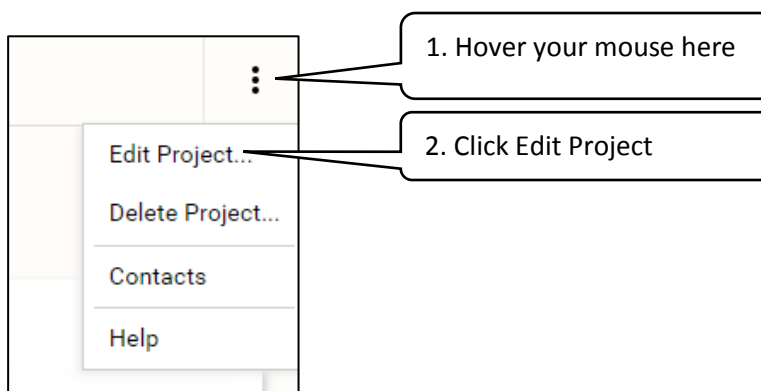 1. Hover your mouse here
Edit Project...
2. Click Edit Project
Delete Project...
Contacts
Help